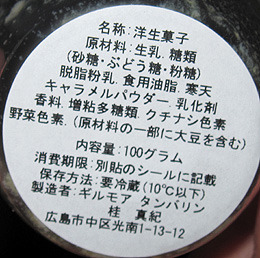 名称:洋生菓子
原材料:生乳. 糖類
(砂糖・ぶどう糖・粉糖)
脱脂粉乳. 食用油脂. 寒天
キャラメルパウダー. 乳化剤
香料. 増粘多糖類. クチナシ色素
野菜色素. (原材料の一部に大豆を含む)
内容量:100グラム
消費期限:別貼のシールに記載
保存方法:要冷蔵(10℃以下)
製造者:ギルモア タンバリン
桂 真紀
広島市中区光南1-13-12